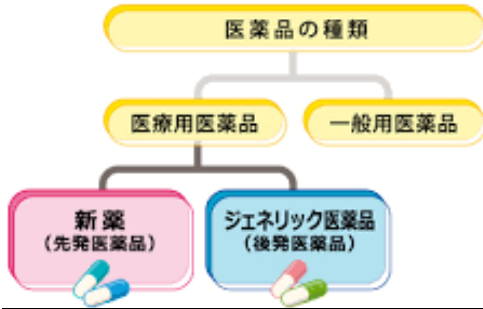 医薬品の種類
医療用医薬品
一般用医薬品
新薬
(先発医薬品)
ジェネリック医薬品
(後発医薬品)